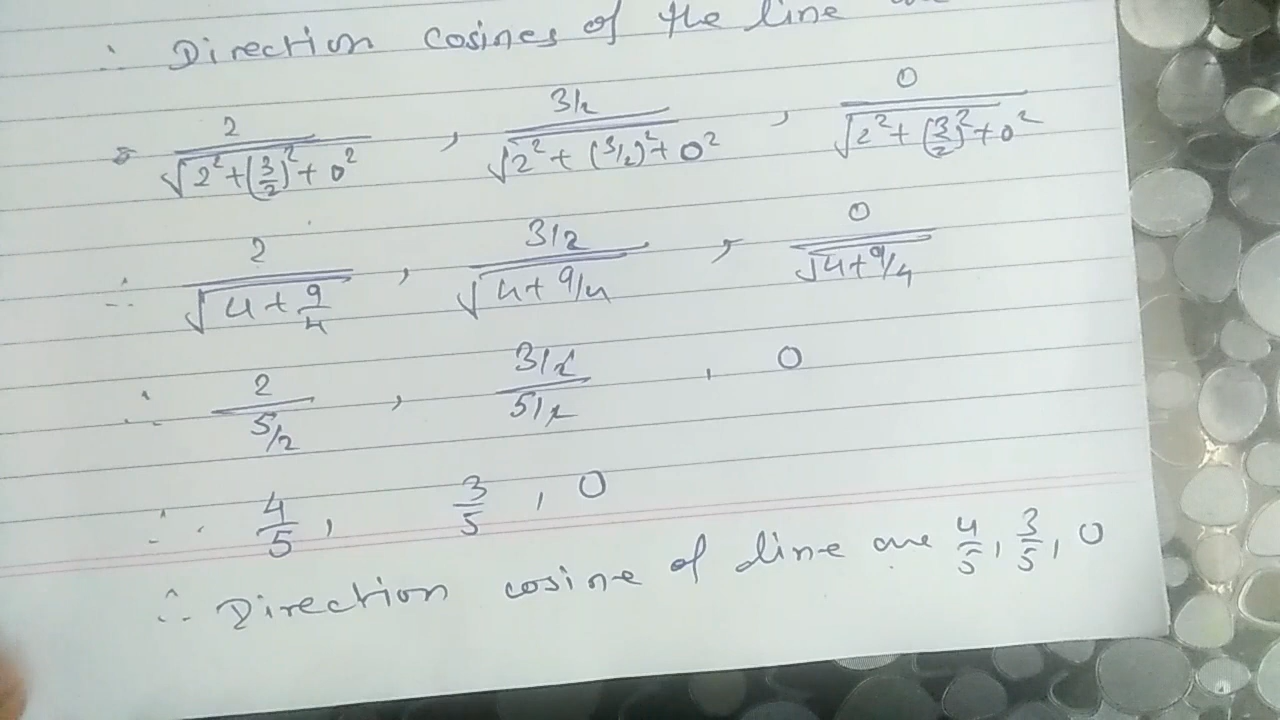 ∴ Direction cosines of the line
2/√(2²+(3/2)²+0²) , 3/2/√(2²+(3/2)²+0²) , 0/√(2²+(3/2)²+0²)
∴ 2/√(4+9/4) , 3/2/√(4+9/4) , 0/√(4+9/4)
∴ 2/5/2 , 3/2/5/2 , 0
∴ 4/5 , 3/5 , 0
∴ Direction cosine of line are 4/5, 3/5, 0